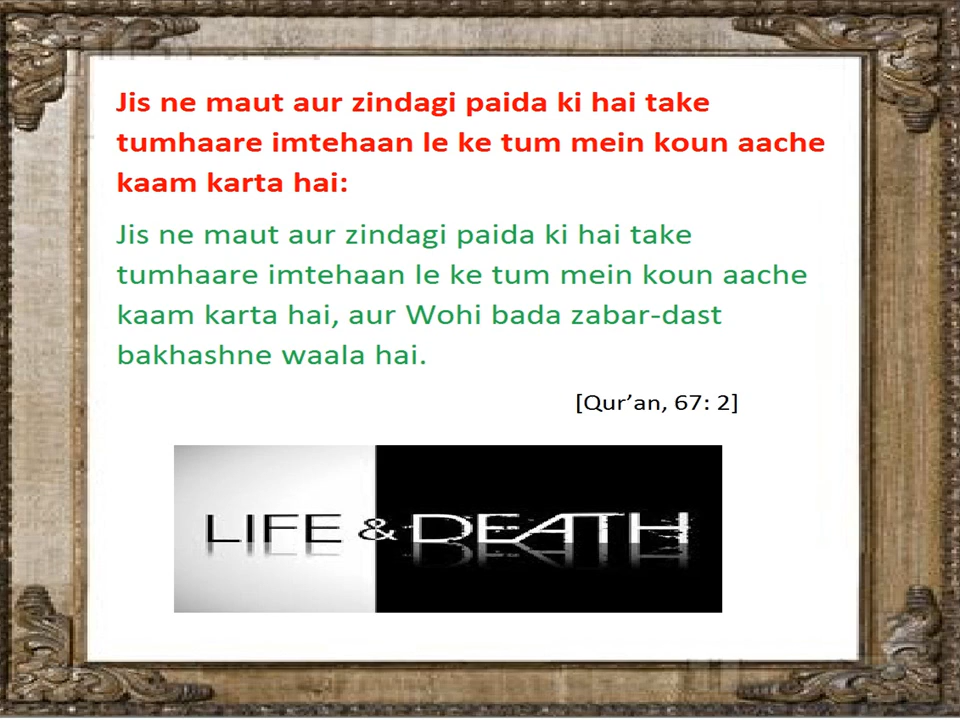 Jis ne maut aur zindagi paida ki hai take
tumhaare imtehaan le ke tum mein koun aache
kaam karta hai:
Jis ne maut aur zindagi paida ki hai take
tumhaare imtehaan le ke tum mein koun aache
kaam karta hai, aur Wohi bada zabar-dast
bakhashne waala hai.
[Qur’an, 67: 2]
LIFE & DEATH